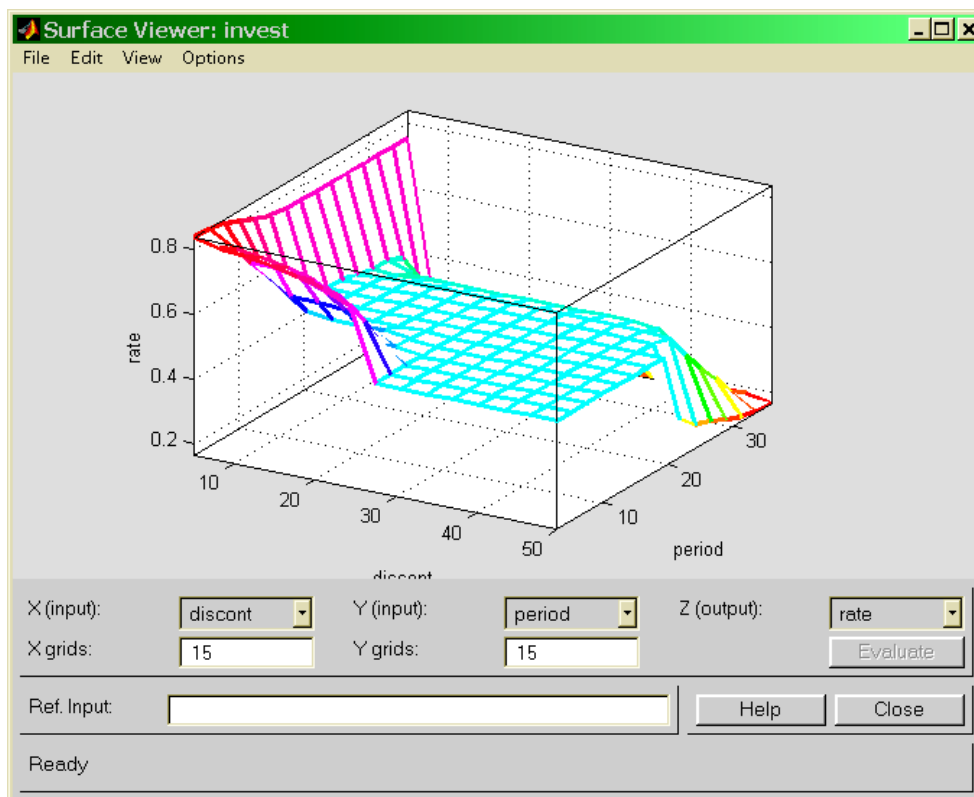 Surface Viewer: invest
File Edit View Options
0.8
0.6
0.4
0.2
rate
10
20
30
40
50
discont
10
20
30
period
X (input): discont Y (input): period Z (output): rate
X grids: 15 Y grids: 15 Evaluate
Ref. Input: Help Close
Ready